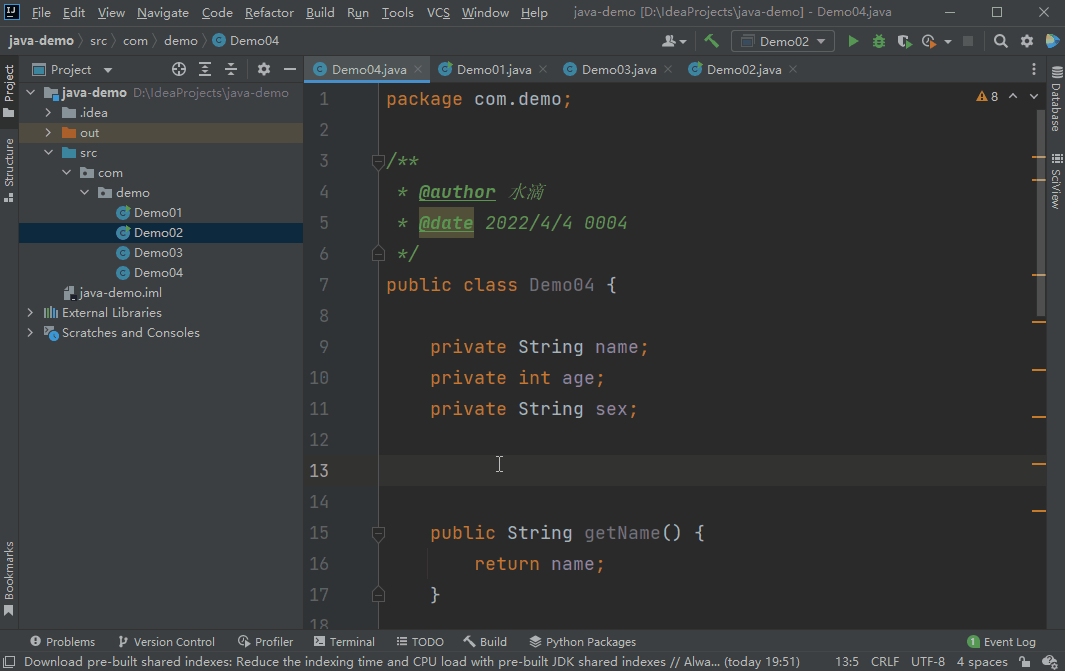 File Edit View Navigate Code Refactor Build Run Tools VCS Window Help java-demo [D:\IdeaProjects\java-demo] - Demo04.java
java-demo src com demo Demo04 Demo02
Project
Demo04.java Demo01.java Demo03.java Demo02.java
java-demo D:\IdeaProjects\java-demo
.idea
out
src
com
demo
Demo01
Demo02
Demo03
Demo04
java-demo.iml
External Libraries
Scratches and Consoles
Project
Structure
Bookmarks
1 package com.demo;
2
3 /**
4 * @author 水滴
5 * @date 2022/4/4 0004
6 */
7 public class Demo04 {
8
9 private String name;
10 private int age;
11 private String sex;
12
13
14
15 public String getName() {
16 return name;
17 }
18
8
Database
SciView
Problems Version Control Profiler Terminal TODO Build Python Packages 1 Event Log
Download pre-built shared indexes: Reduce the indexing time and CPU load with pre-built JDK shared indexes // Alwa... (today 19:51) 13:5 CRLF UTF-8 4 spaces